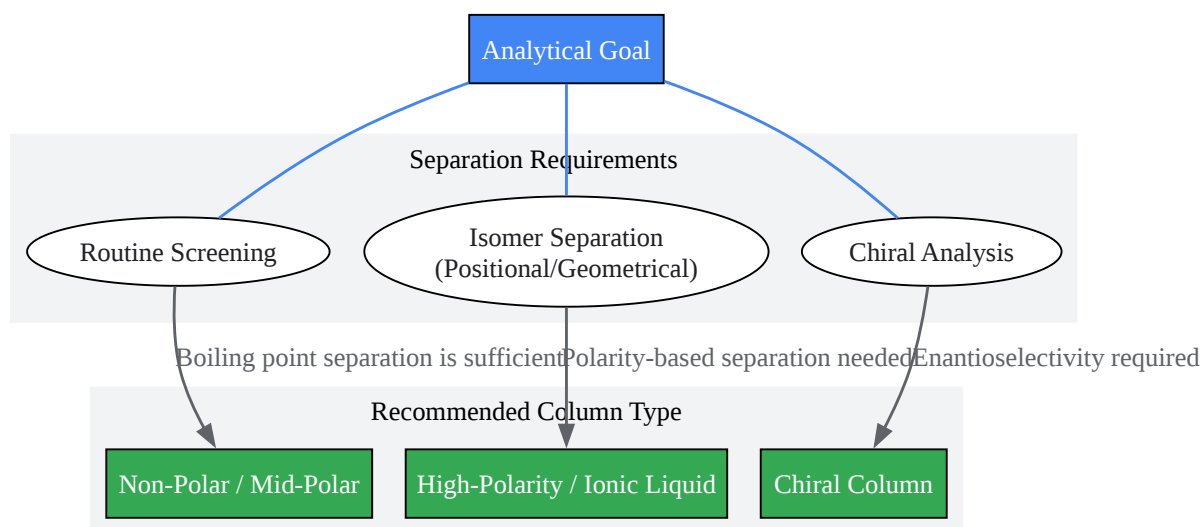 Analytical Goal
Separation Requirements
Routine Screening
Isomer Separation
(Positional/Geometrical)
Chiral Analysis
Boiling point separation is sufficient
Polarity-based separation needed
Enantioselectivity required
Recommended Column Type
Non-Polar / Mid-Polar
High-Polarity / Ionic Liquid
Chiral Column